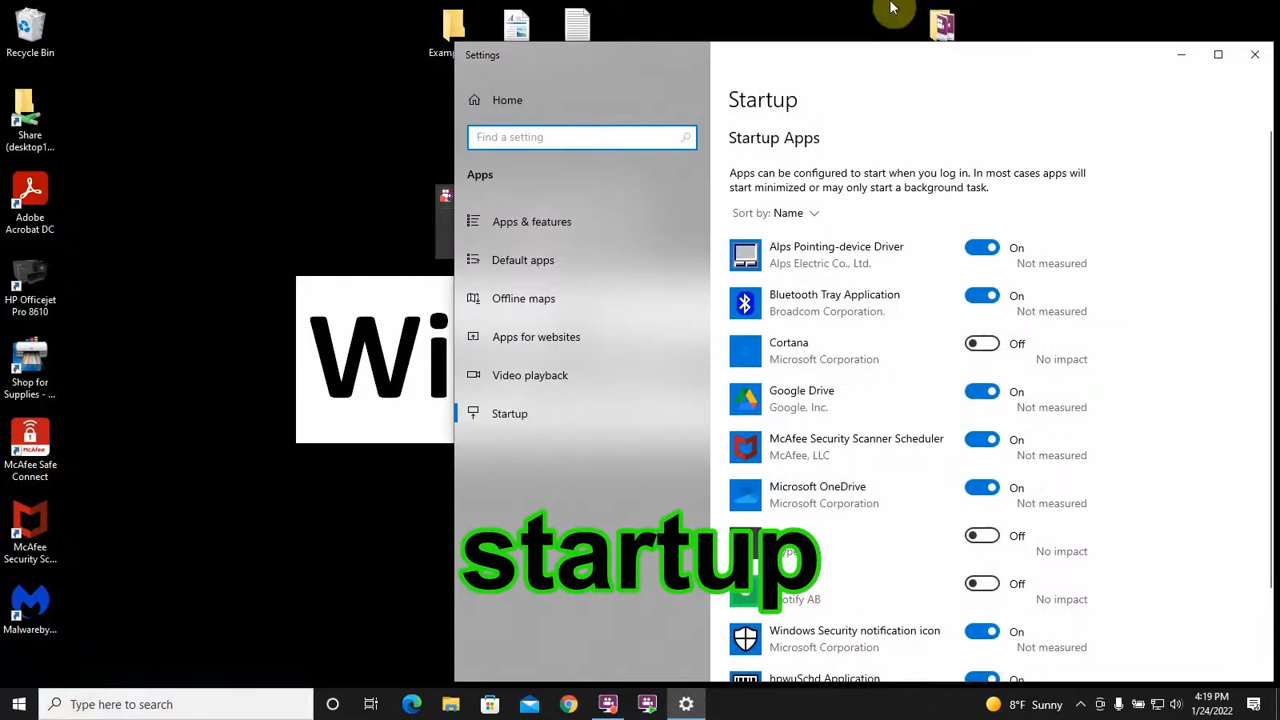 Recycle Bin
Share
(desktop1...
Adobe
Acrobat DC
HP Officejet
Pro 8610
Shop for
Supplies - ...
McAfee Safe
Connect
McAfee
Security Sc...
Malwareby...
Wi
Settings
Home
Find a setting
Apps
Apps & features
Default apps
Offline maps
Apps for websites
Video playback
Startup
Startup
Startup Apps
Apps can be configured to start when you log in. In most cases apps will
start minimized or may only start a background task.
Sort by: Name
Alps Pointing-device Driver
On
Alps Electric Co., Ltd.
Not measured
Bluetooth Tray Application
On
Broadcom Corporation.
Not measured
Cortana
Off
Microsoft Corporation
No impact
Google Drive
On
Google, Inc.
Not measured
McAfee Security Scanner Scheduler
On
McAfee, LLC
Not measured
Microsoft OneDrive
On
Microsoft Corporation
Not measured
Off
No impact
Off
AB
No impact
startup
Windows Security notification icon
On
Microsoft Corporation
Not measured
hpwuSchd Application
On
Type here to search
8°F Sunny
4:19 PM
1/24/2022